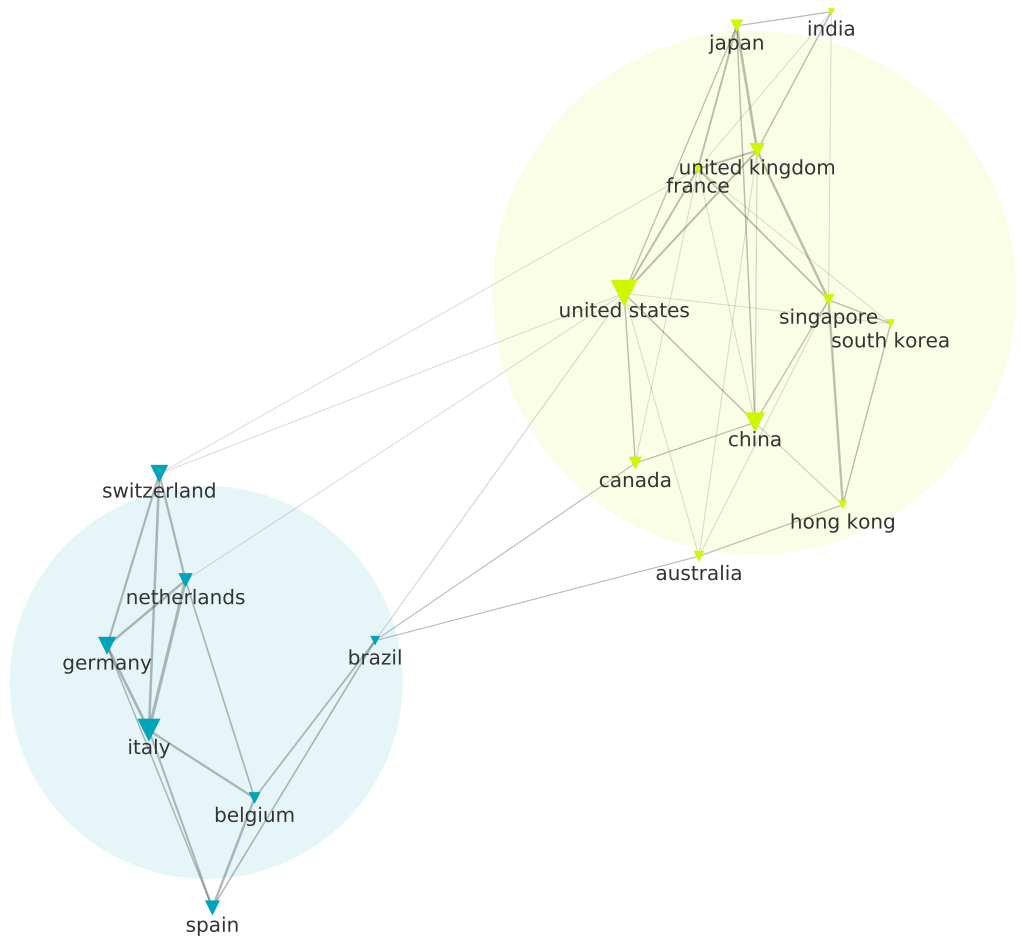 india
japan
united kingdom
france
united states
singapore
south korea
china
canada
switzerland
hong kong
australia
netherlands
brazil
germany
italy
belgium
spain